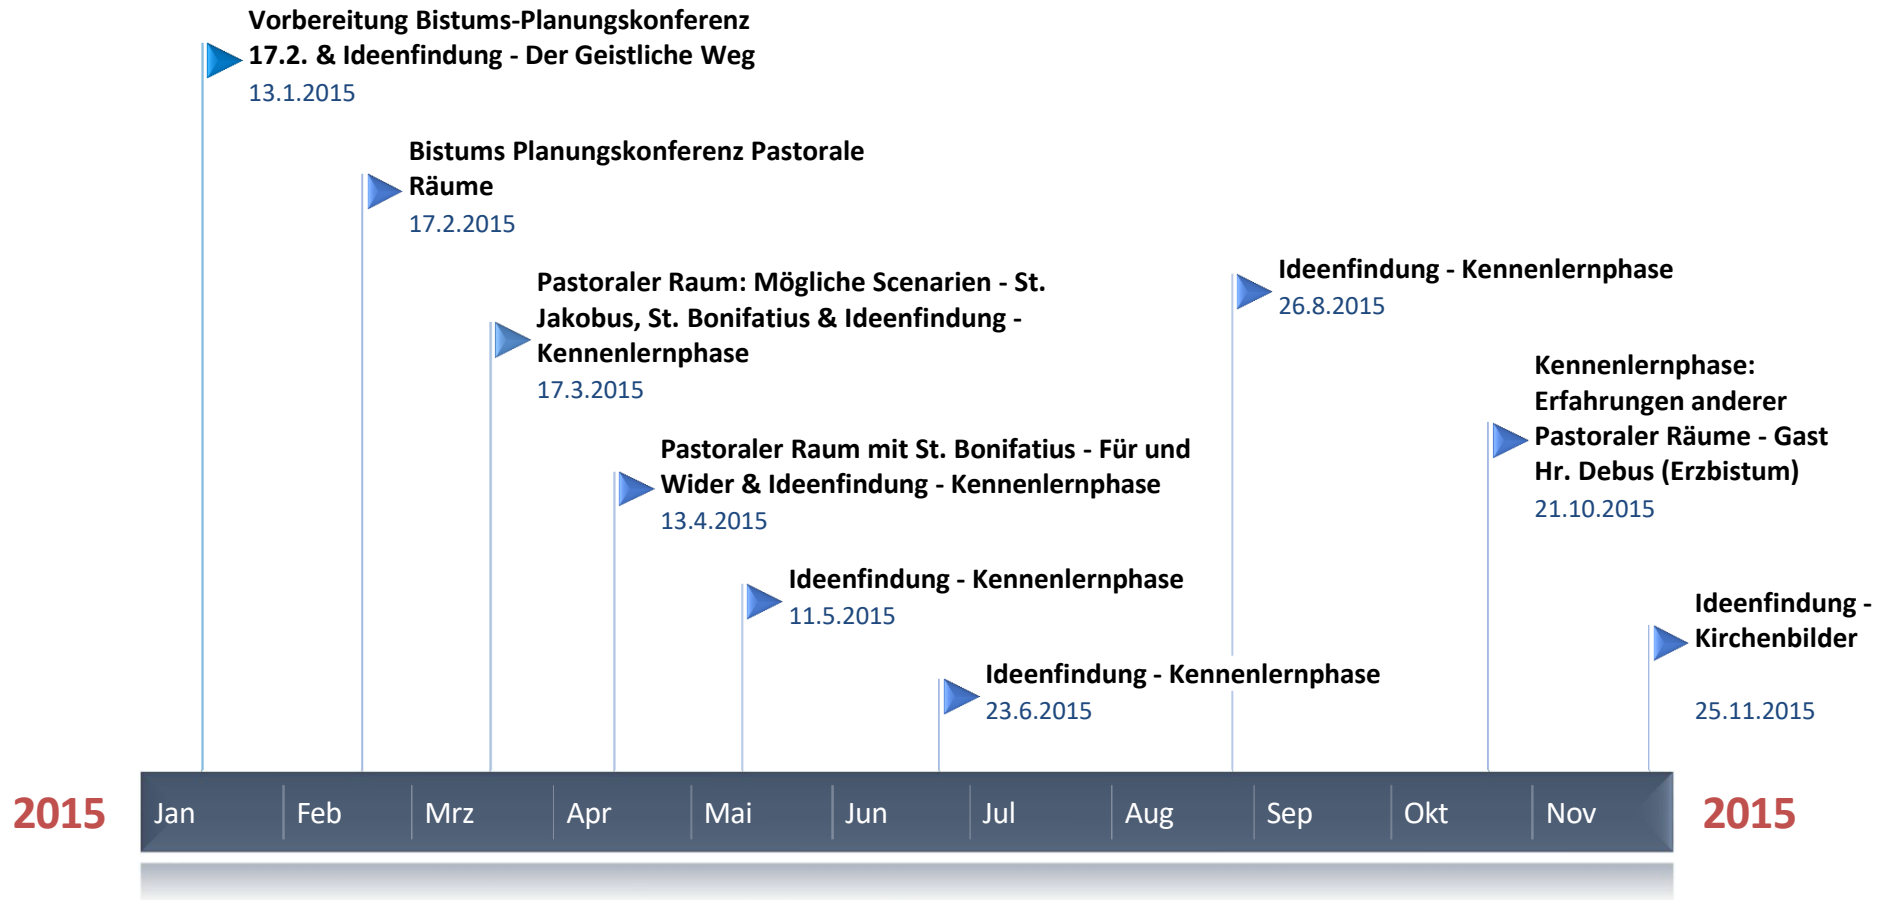 Vorbereitung Bistums-Planungskonferenz
17.2. & Ideenfindung - Der Geistliche Weg
13.1.2015
Bistums Planungskonferenz Pastorale
Räume
17.2.2015
Pastoraler Raum: Mögliche Scenarien - St.
Jakobus, St. Bonifatius & Ideenfindung -
Kennenlernphase
17.3.2015
Pastoraler Raum mit St. Bonifatius - Für und
Wider & Ideenfindung - Kennenlernphase
13.4.2015
Ideenfindung - Kennenlernphase
11.5.2015
Ideenfindung - Kennenlernphase
23.6.2015
Ideenfindung - Kennenlernphase
26.8.2015
Kennenlernphase:
Erfahrungen anderer
Pastoraler Räume - Gast
Hr. Debus (Erzbistum)
21.10.2015
Ideenfindung -
Kirchenbilder
25.11.2015
2015 Jan Feb Mrz Apr Mai Jun Jul Aug Sep Okt Nov 2015